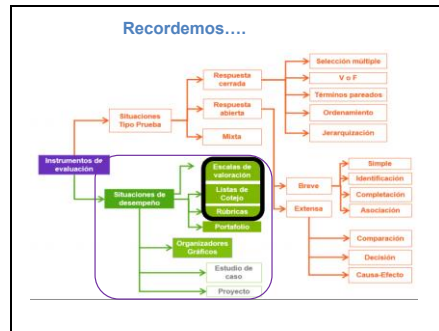 Recordemos….
Selección múltiple
Respuesta
cerrada
V o F
Términos pareados
Situaciones
Tipo Prueba
Respuesta
abierta
Ordenamiento
Mixta
Jerarquización
Instrumentos de
evaluación
Escalas de
valoración
Simple
Situaciones
de
desempeño
Listas de
Cotejo
Breve
Identificación
Completación
Rúbricas
Extensa
Asociación
Portafolio
Organizadores
Gráficos
Comparación
Estudio de
caso
Decisión
Proyecto
Causa-Efecto